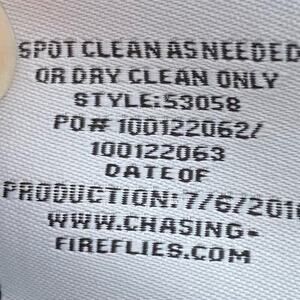 SPOT CLEAN AS NEEDED
OR DRY CLEAN ONLY
STYLE:53058
PO# 100122062/
100122063
DATE OF
PRODUCTION: 7/6/2016
WWW.CHASING-
FIREFLIES.COM